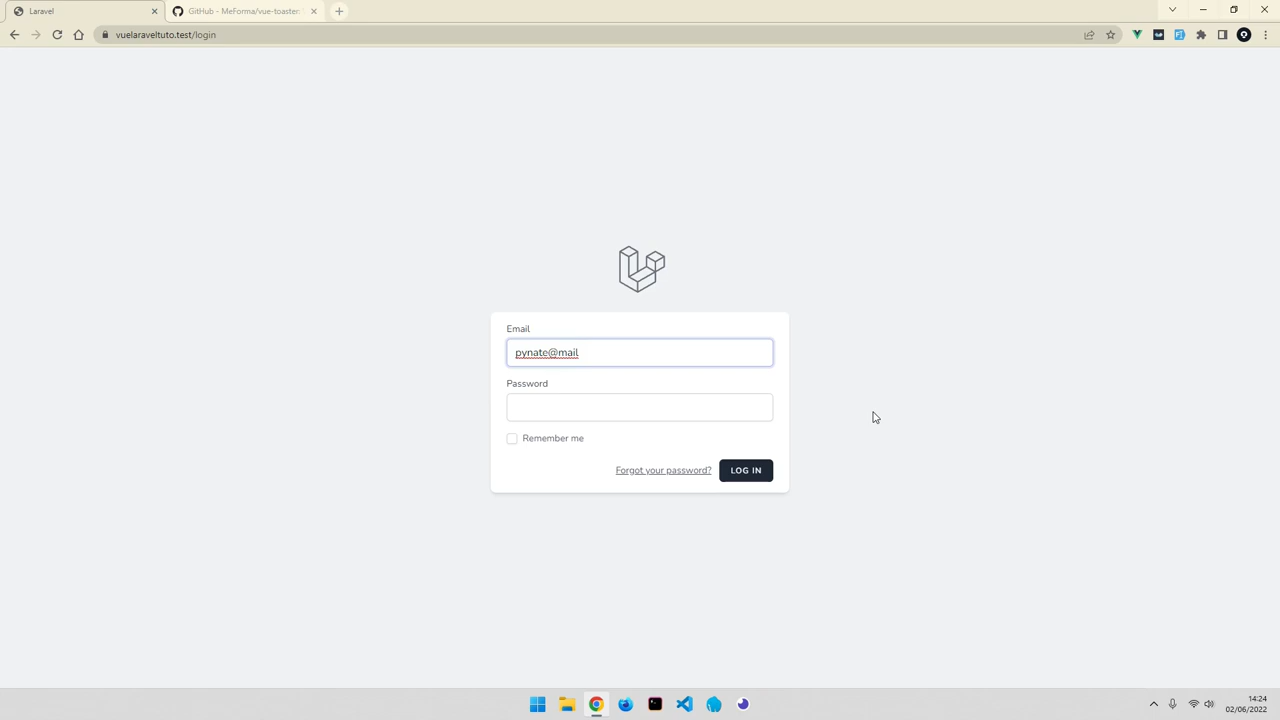 Laravel
GitHub - MeForma/vue-toaster:
vuelaraveltuto.test/login
Email
pynate@mail
Password
Remember me
Forgot your password?
LOG IN
14:24
02/06/2022